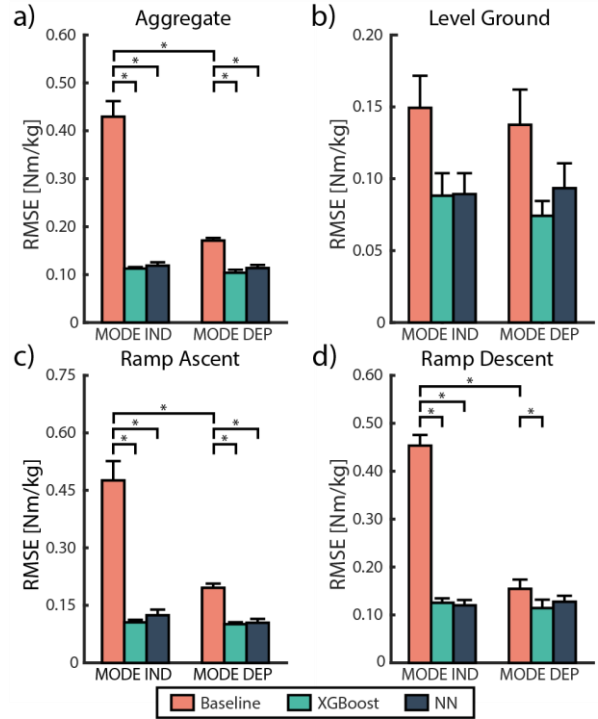 a) Aggregate
RMSE [Nm/kg]
0.60
0.50
0.40
0.30
0.20
0.10
0
* * * * * *
MODE IND MODE DEP
b) Level Ground
RMSE [Nm/kg]
0.20
0.15
0.10
0.05
0
MODE IND MODE DEP
c) Ramp Ascent
RMSE [Nm/kg]
0.75
0.60
0.45
0.30
0.15
0
* * * * *
MODE IND MODE DEP
d) Ramp Descent
RMSE [Nm/kg]
0.60
0.50
0.40
0.30
0.20
0.10
0
* * * *
MODE IND MODE DEP
Baseline XGBoost NN